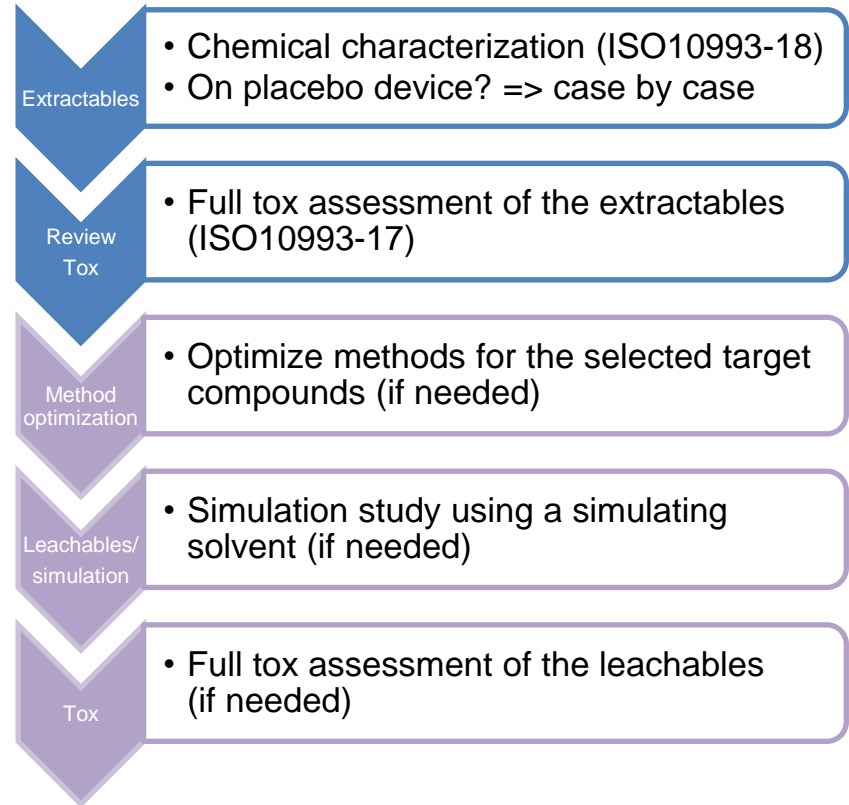 Extractables
• Chemical characterization (ISO10993-18)
• On placebo device? => case by case
Review
Tox
• Full tox assessment of the extractables
(ISO10993-17)
Method
optimization
• Optimize methods for the selected target
compounds (if needed)
Leachables/
simulation
• Simulation study using a simulating
solvent (if needed)
Tox
• Full tox assessment of the leachables
(if needed)